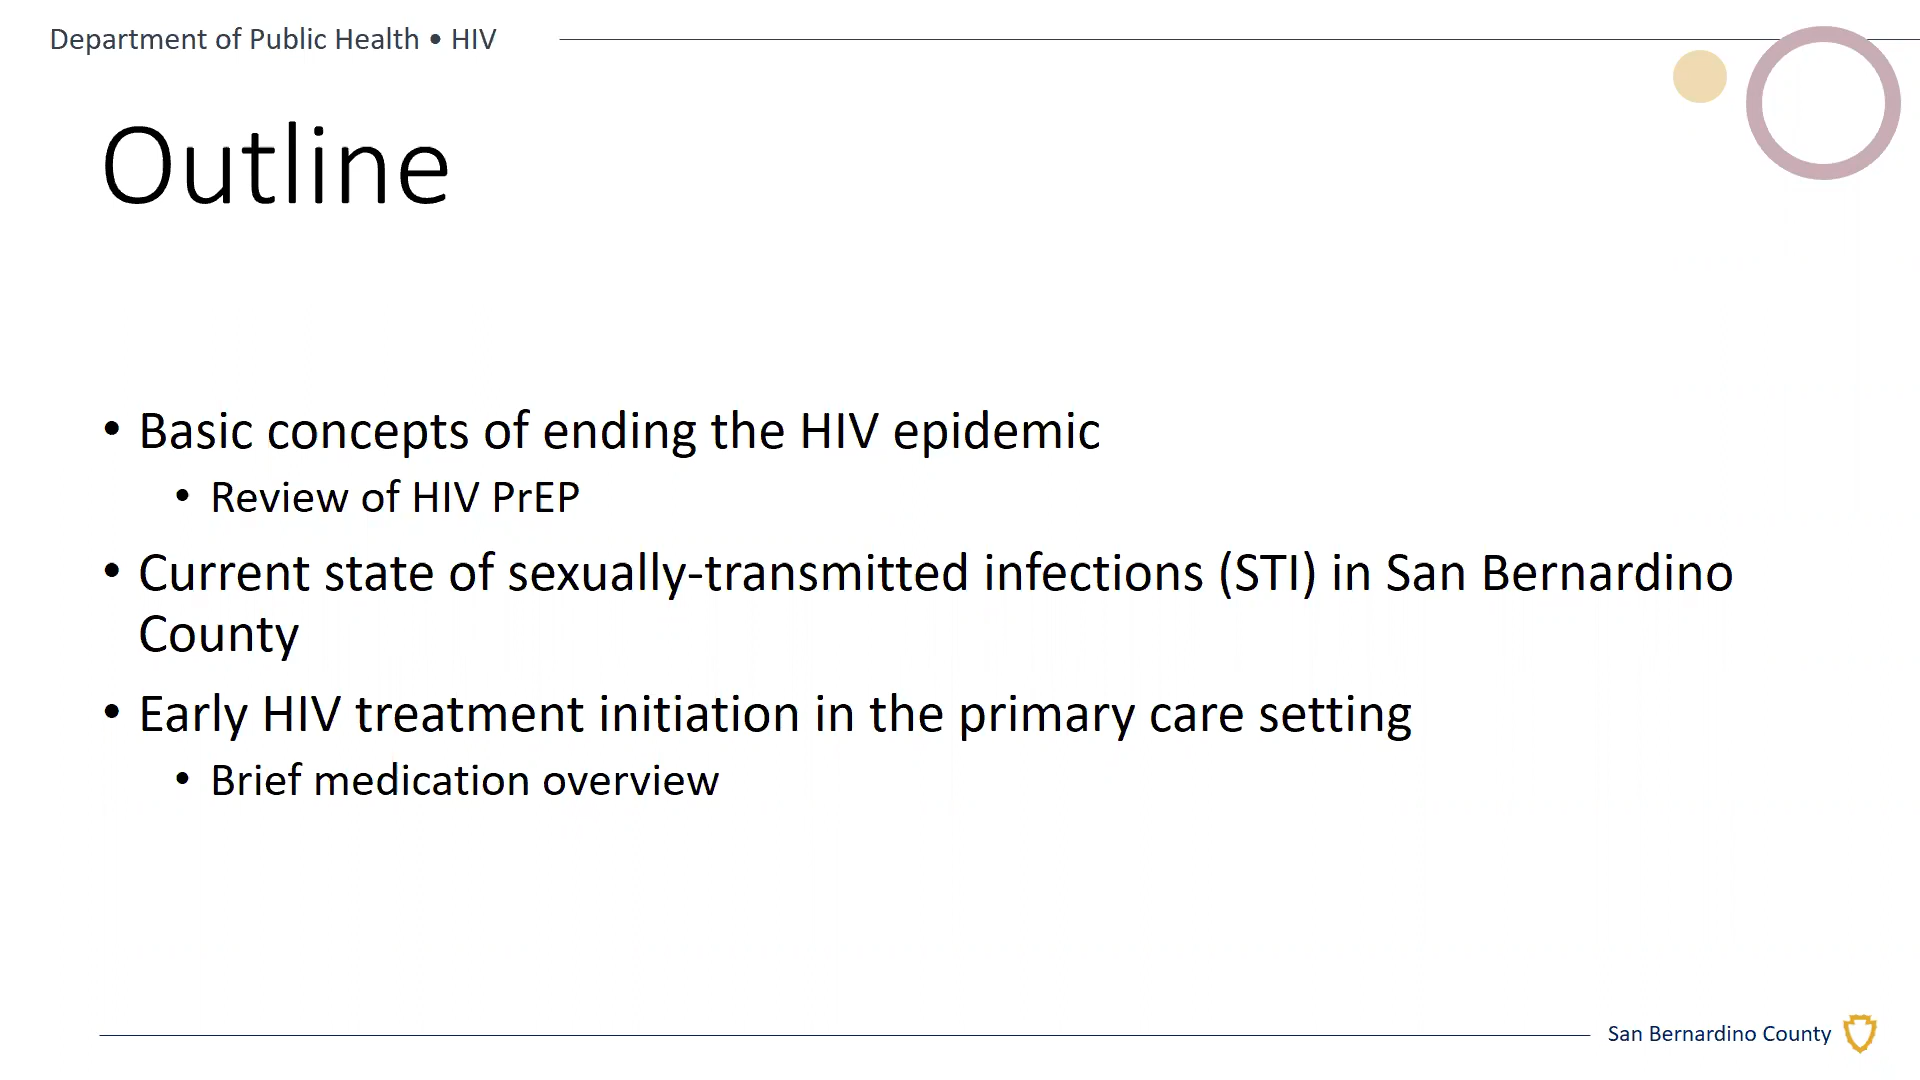 Department of Public Health • HIV
Outline
• Basic concepts of ending the HIV epidemic
• Review of HIV PrEP
• Current state of sexually-transmitted infections (STI) in San Bernardino
County
• Early HIV treatment initiation in the primary care setting
• Brief medication overview
San Bernardino County